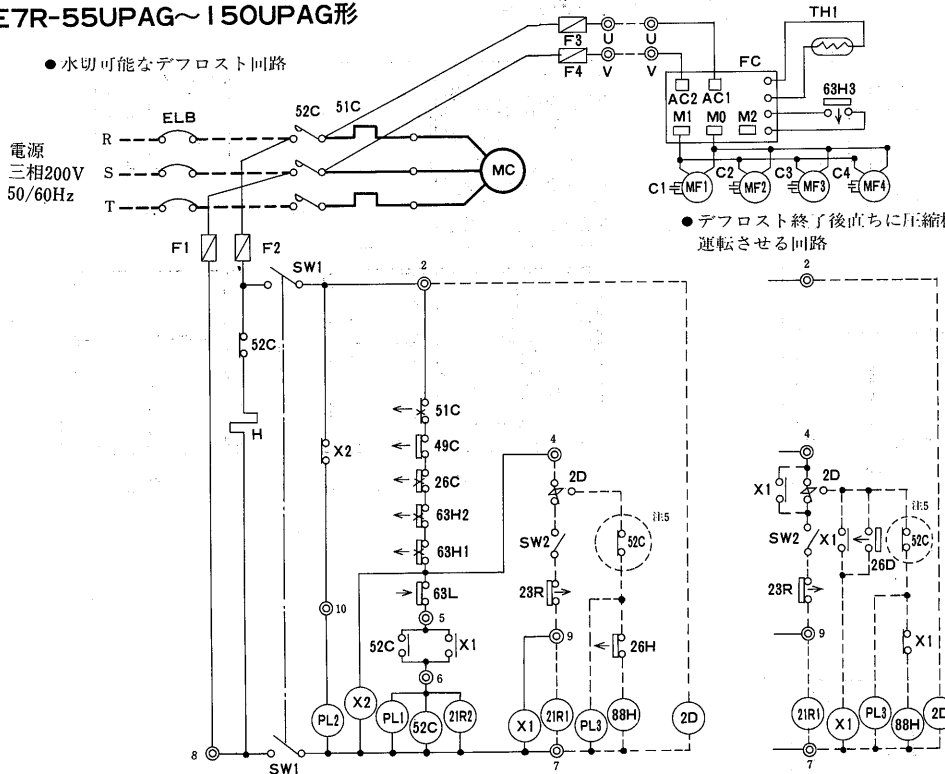 E7R-55UPAG〜150UPAG形
●水切可能なデフロスト回路
電源
三相200V
50/60Hz
R
S
T
ELB
52C
51C
MC
F3
F4
U
U
V
V
FC
AC2
AC1
M1
M0
M2
TH1
63H3
C1
MF1
C2
MF2
C3
MF3
C4
MF4
●デフロスト終了後直ちに圧縮機
運転させる回路
F1
F2
SW1
2
52C
H
X2
51C
49C
26C
63H2
63H1
63L
5
52C
X1
6
10
4
2D
SW2
注5
52C
23R
9
26H
PL2
X2
PL1
52C
21R2
X1
21R1
PL3
88H
2D
8
SW1
7
2
4
X1
2D
注5
SW2
X1
26D
52C
23R
9
X1
21R1
X1
PL3
88H
2D
7